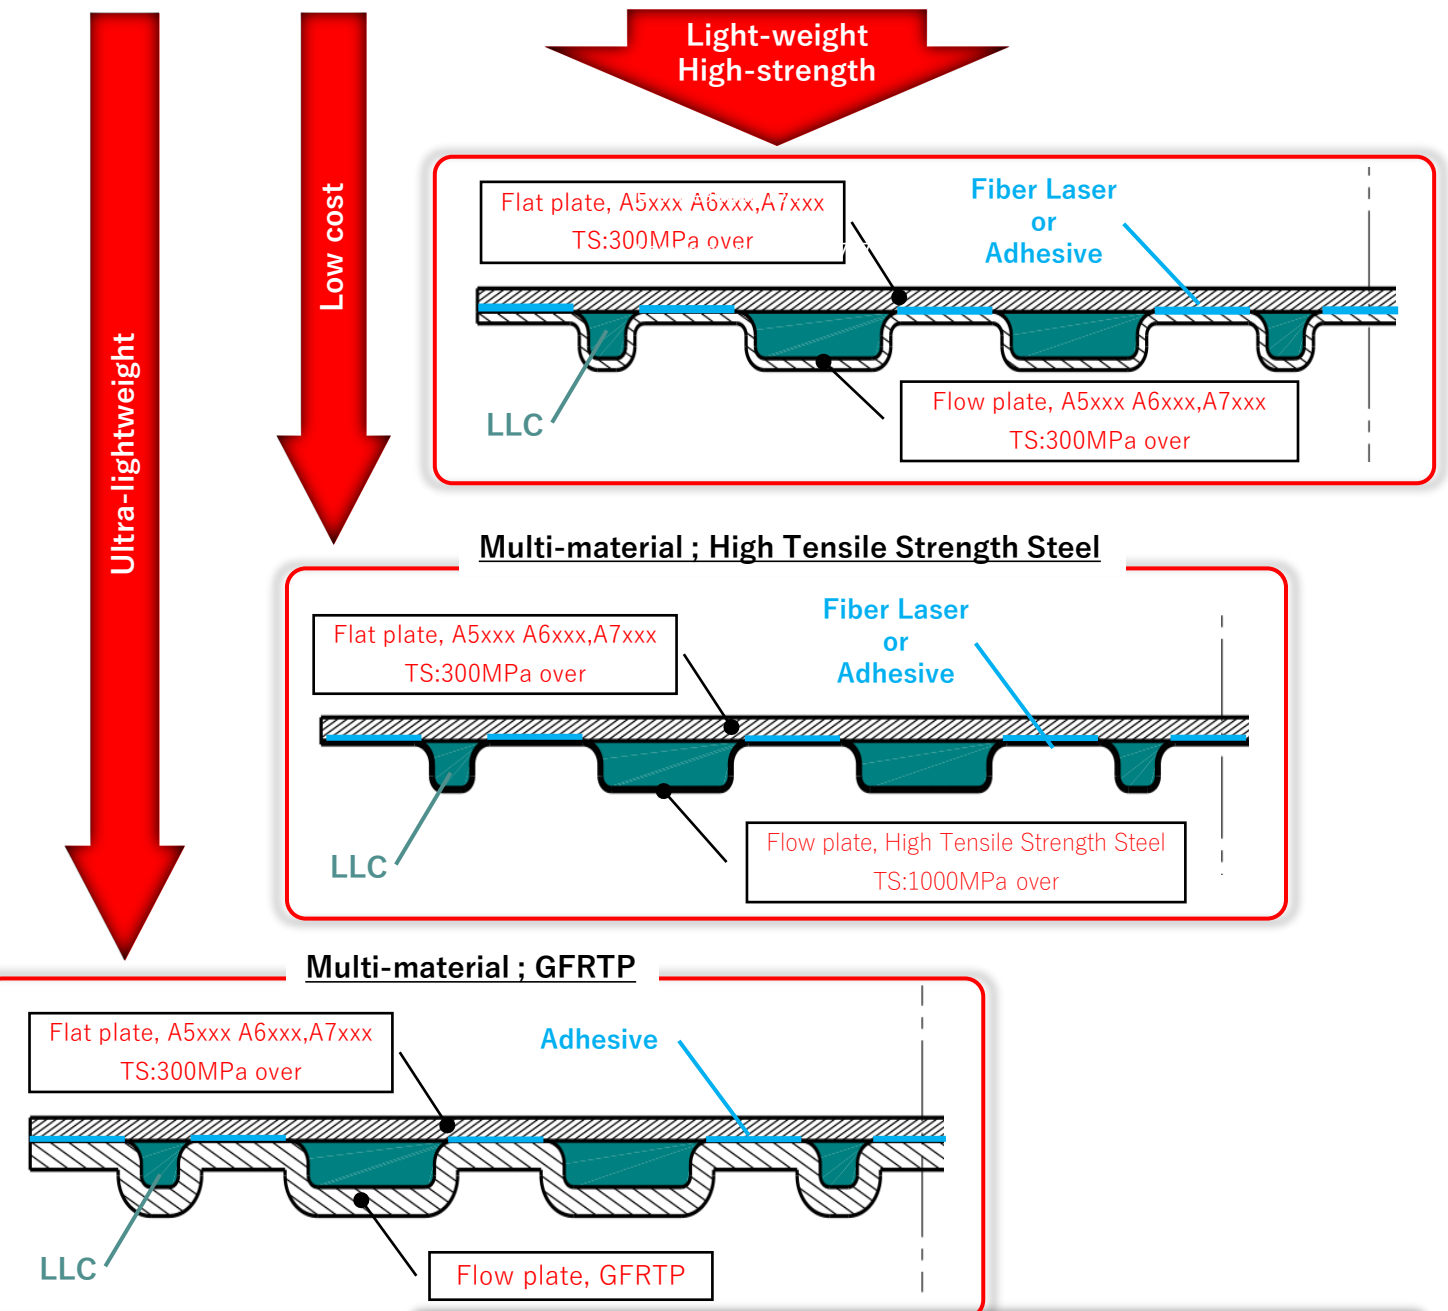 Light-weight
High-strength
Low cost
Ultra-lightweight
Flat plate, A5xxx A6xxx,A7xxx
TS:300MPa over
Fiber Laser
or
Adhesive
LLC
Flow plate, A5xxx A6xxx,A7xxx
TS:300MPa over
Multi-material ; High Tensile Strength Steel
Flat plate, A5xxx A6xxx,A7xxx
TS:300MPa over
Fiber Laser
or
Adhesive
LLC
Flow plate, High Tensile Strength Steel
TS:1000MPa over
Multi-material ; GFRTP
Flat plate, A5xxx A6xxx,A7xxx
TS:300MPa over
Adhesive
LLC
Flow plate, GFRTP